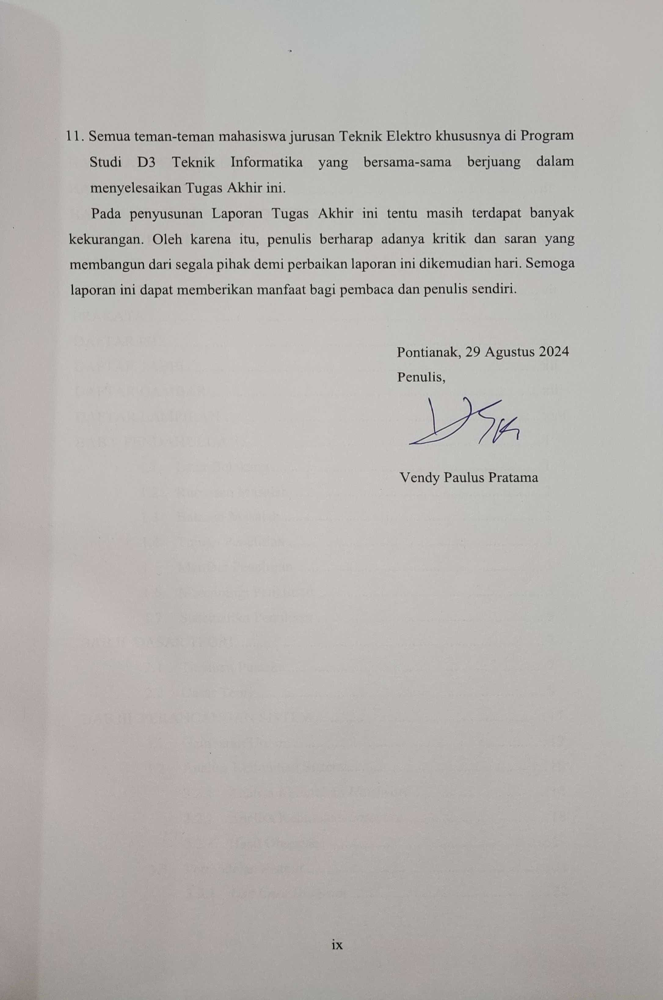 11. Semua teman-teman mahasiswa jurusan Teknik Elektro khususnya di Program
Studi D3 Teknik Informatika yang bersama-sama berjuang dalam
menyelesaikan Tugas Akhir ini.
Pada penyusunan Laporan Tugas Akhir ini tentu masih terdapat banyak
kekurangan. Oleh karena itu, penulis berharap adanya kritik dan saran yang
membangun dari segala pihak demi perbaikan laporan ini dikemudian hari. Semoga
laporan ini dapat memberikan manfaat bagi pembaca dan penulis sendiri.
Pontianak, 29 Agustus 2024
Penulis,
Vendy Paulus Pratama
ix